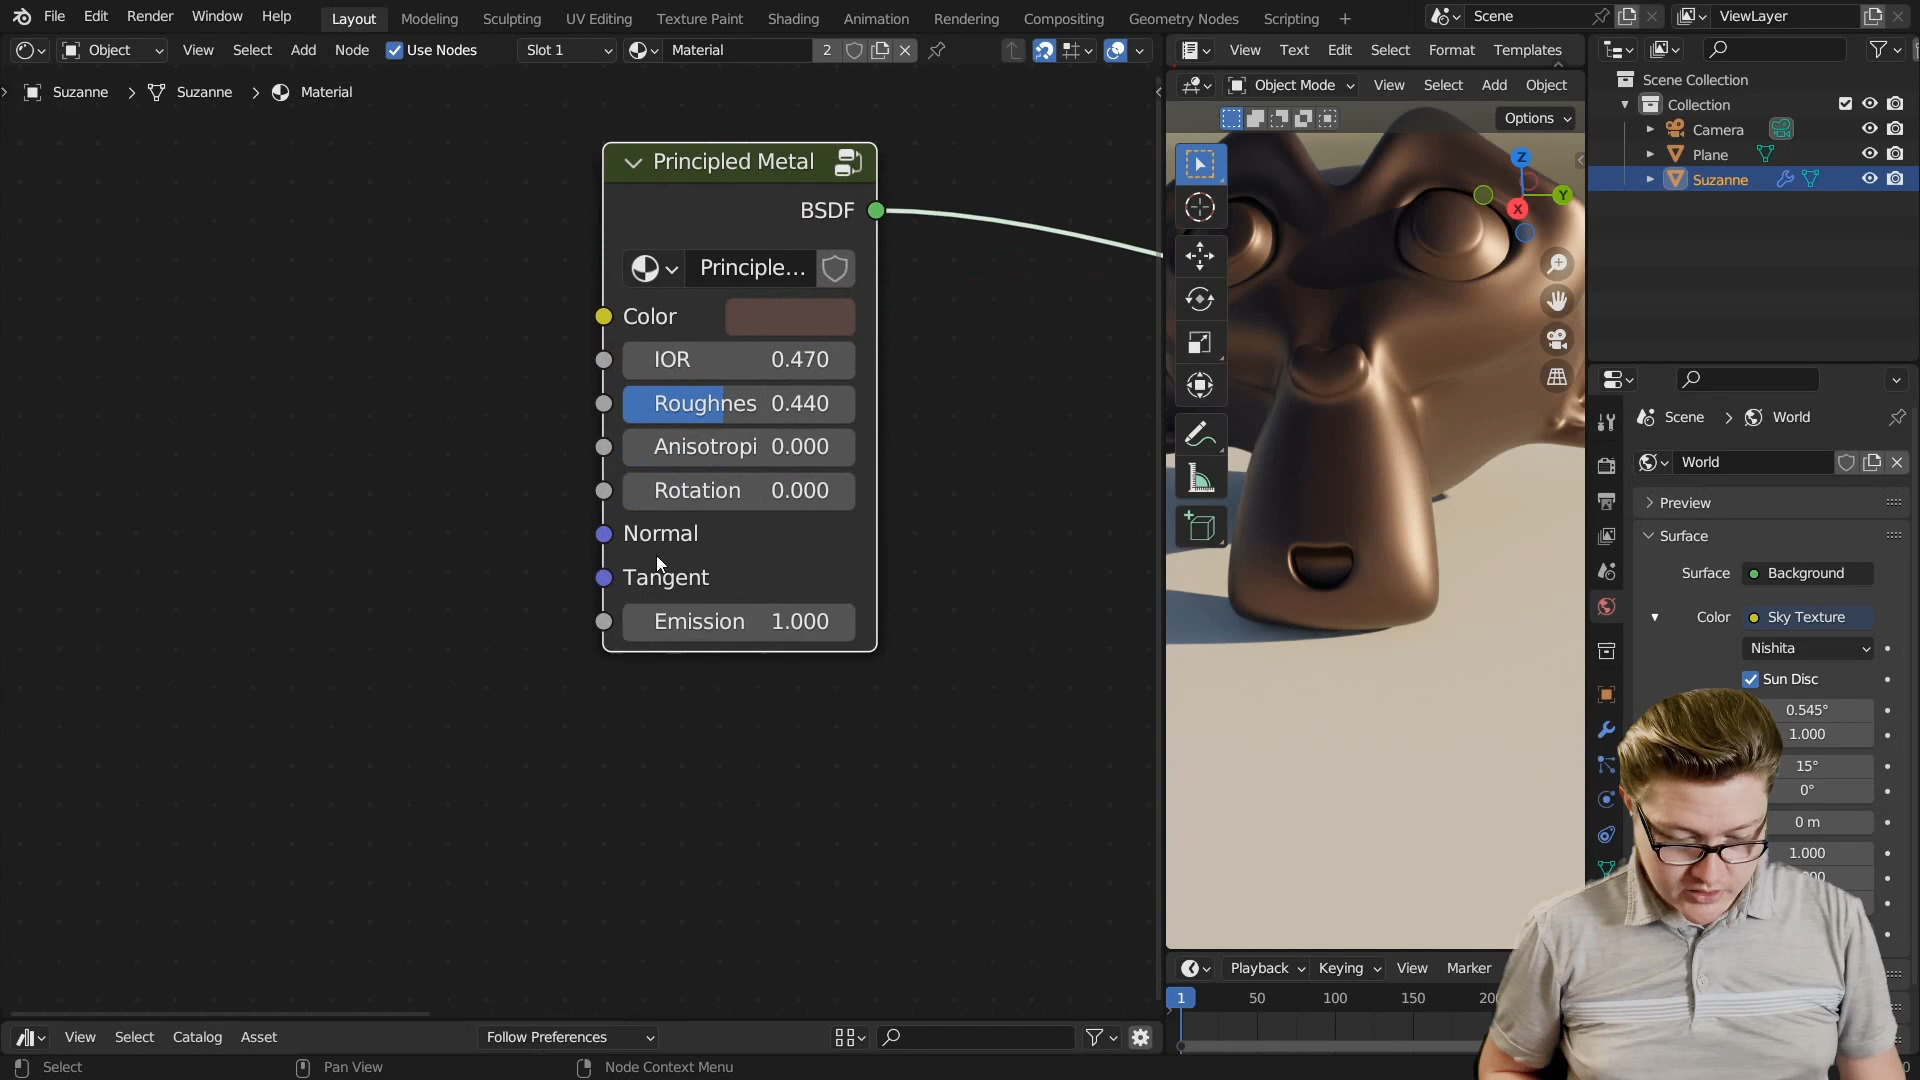 File Edit Render Window Help Layout Modeling Sculpting UV Editing Texture Paint Shading Animation Rendering Compositing Geometry Nodes Scripting + Scene ViewLayer
Object View Select Add Node Use Nodes Slot 1 Material 2 View Text Edit Select Format Templates
Suzanne > Suzanne > Material
Object Mode View Select Add Object
Options
Scene Collection
Collection
Camera
Plane
Suzanne
Principled Metal
BSDF
Principle...
Color
IOR 0.470
Roughnes 0.440
Anisotropi 0.000
Rotation 0.000
Normal
Tangent
Emission 1.000
Z
Y
X
Scene > World
World
Preview
Surface
Surface Background
Color Sky Texture
Nishita
Sun Disc
0.545°
1.000
15°
0°
0 m
1.000
Playback Keying View Marker
1 50 100 150
View Select Catalog Asset Follow Preferences
Select Pan View Node Context Menu